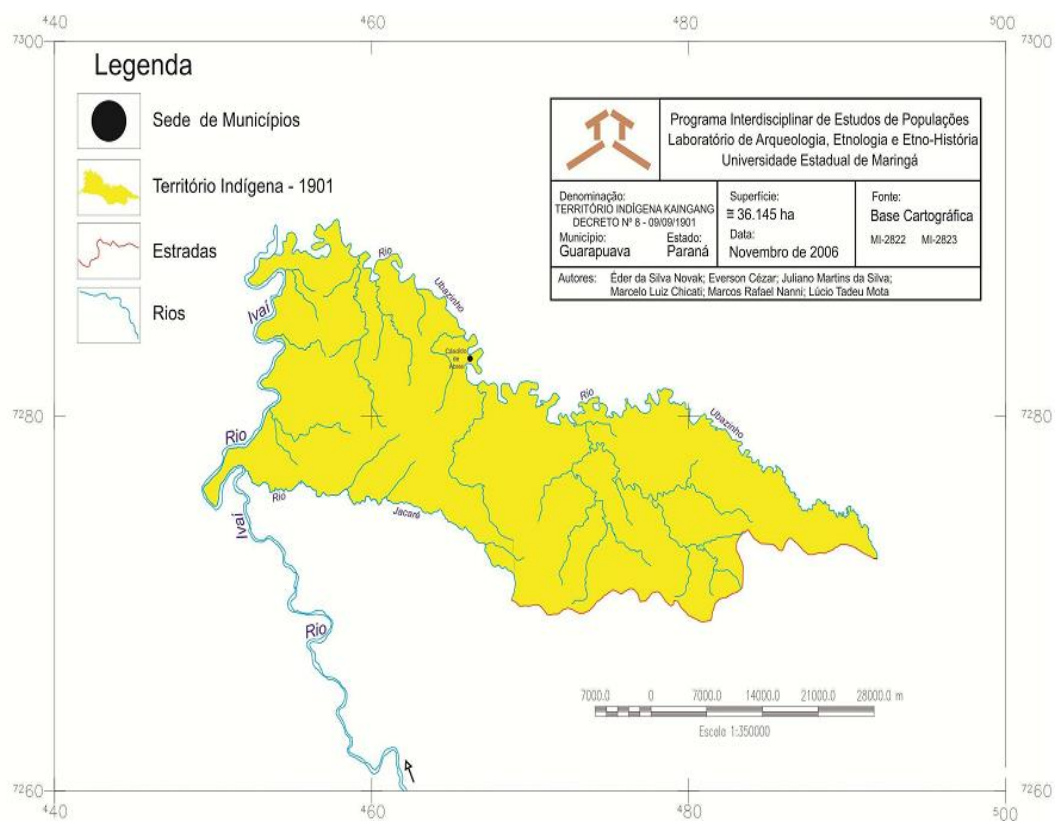 440 460 480 500
7300 7300
Legenda
Sede de Municípios
Território Indígena - 1901
Estradas
Rios
Programa Interdisciplinar de Estudos de Populações
Laboratório de Arqueologia, Etnologia e Etno-História
Universidade Estadual de Maringá
Denominação:
TERRITÓRIO INDÍGENA KAINGANG
DECRETO Nº 8 - 09/09/1901
Município: Estado:
Guarapuava Paraná
Superfície:
≅ 36.145 ha
Data:
Novembro de 2006
Fonte:
Base Cartográfica
MI-2822 MI-2823
Autores: Éder da Silva Novak; Everson Cézar; Juliano Martins da Silva;
Marcelo Luiz Chicati; Marcos Rafael Nanni; Lúcio Tadeu Mota
Rio
Ubazinho
Ivaí
Cândido
de
Abreu
Rio
Ubazinho
7280 7280
Rio
Rio
Jacaré
Ivaí
Rio
7000.0 0 7000.0 14000.0 21000.0 28000.0 m
Escala 1:350000
7260 7260
440 460 480 500